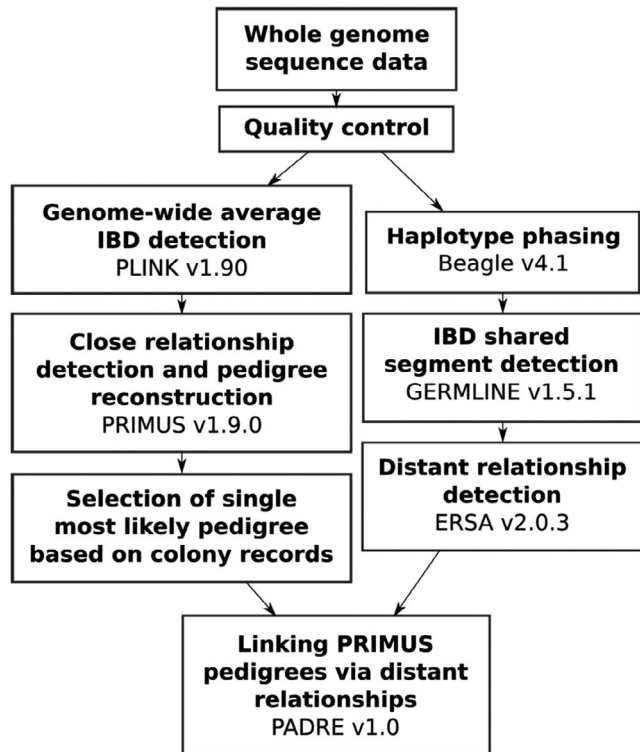 Whole genome
sequence data
Quality control
Genome-wide average
IBD detection
PLINK v1.90
Close relationship
detection and pedigree
reconstruction
PRIMUS v1.9.0
Selection of single
most likely pedigree
based on colony records
Haplotype phasing
Beagle v4.1
IBD shared
segment detection
GERMLINE v1.5.1
Distant relationship
detection
ERSA v2.0.3
Linking PRIMUS
pedigrees via distant
relationships
PADRE v1.0